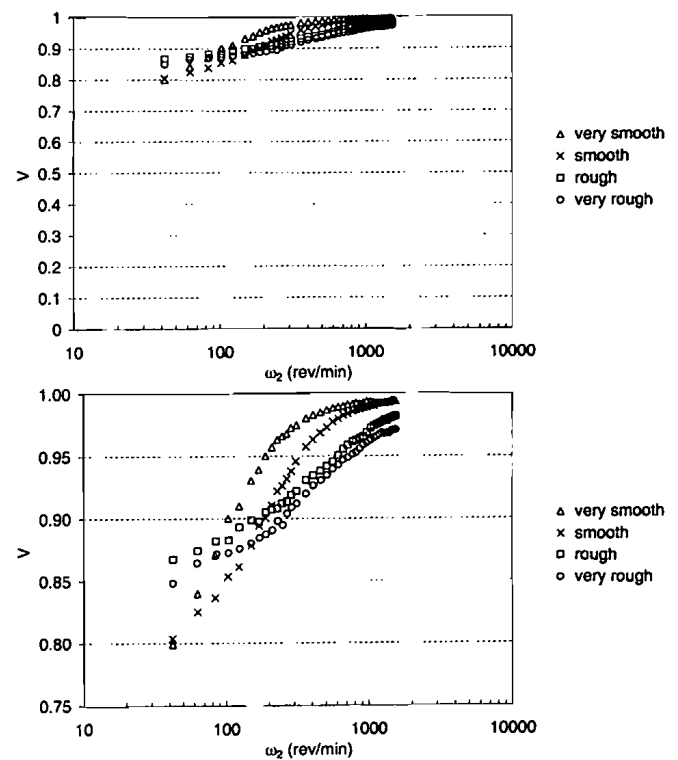 1
0.9
0.8
0.7
0.6
0.5
0.4
0.3
0.2
0.1
0
V
10 100 1000 10000
ω2 (rev/min)
very smooth
smooth
rough
very rough
1.00
0.95
0.90
0.85
0.80
0.75
V
10 100 1000 10000
ω2 (rev/min)
very smooth
smooth
rough
very rough